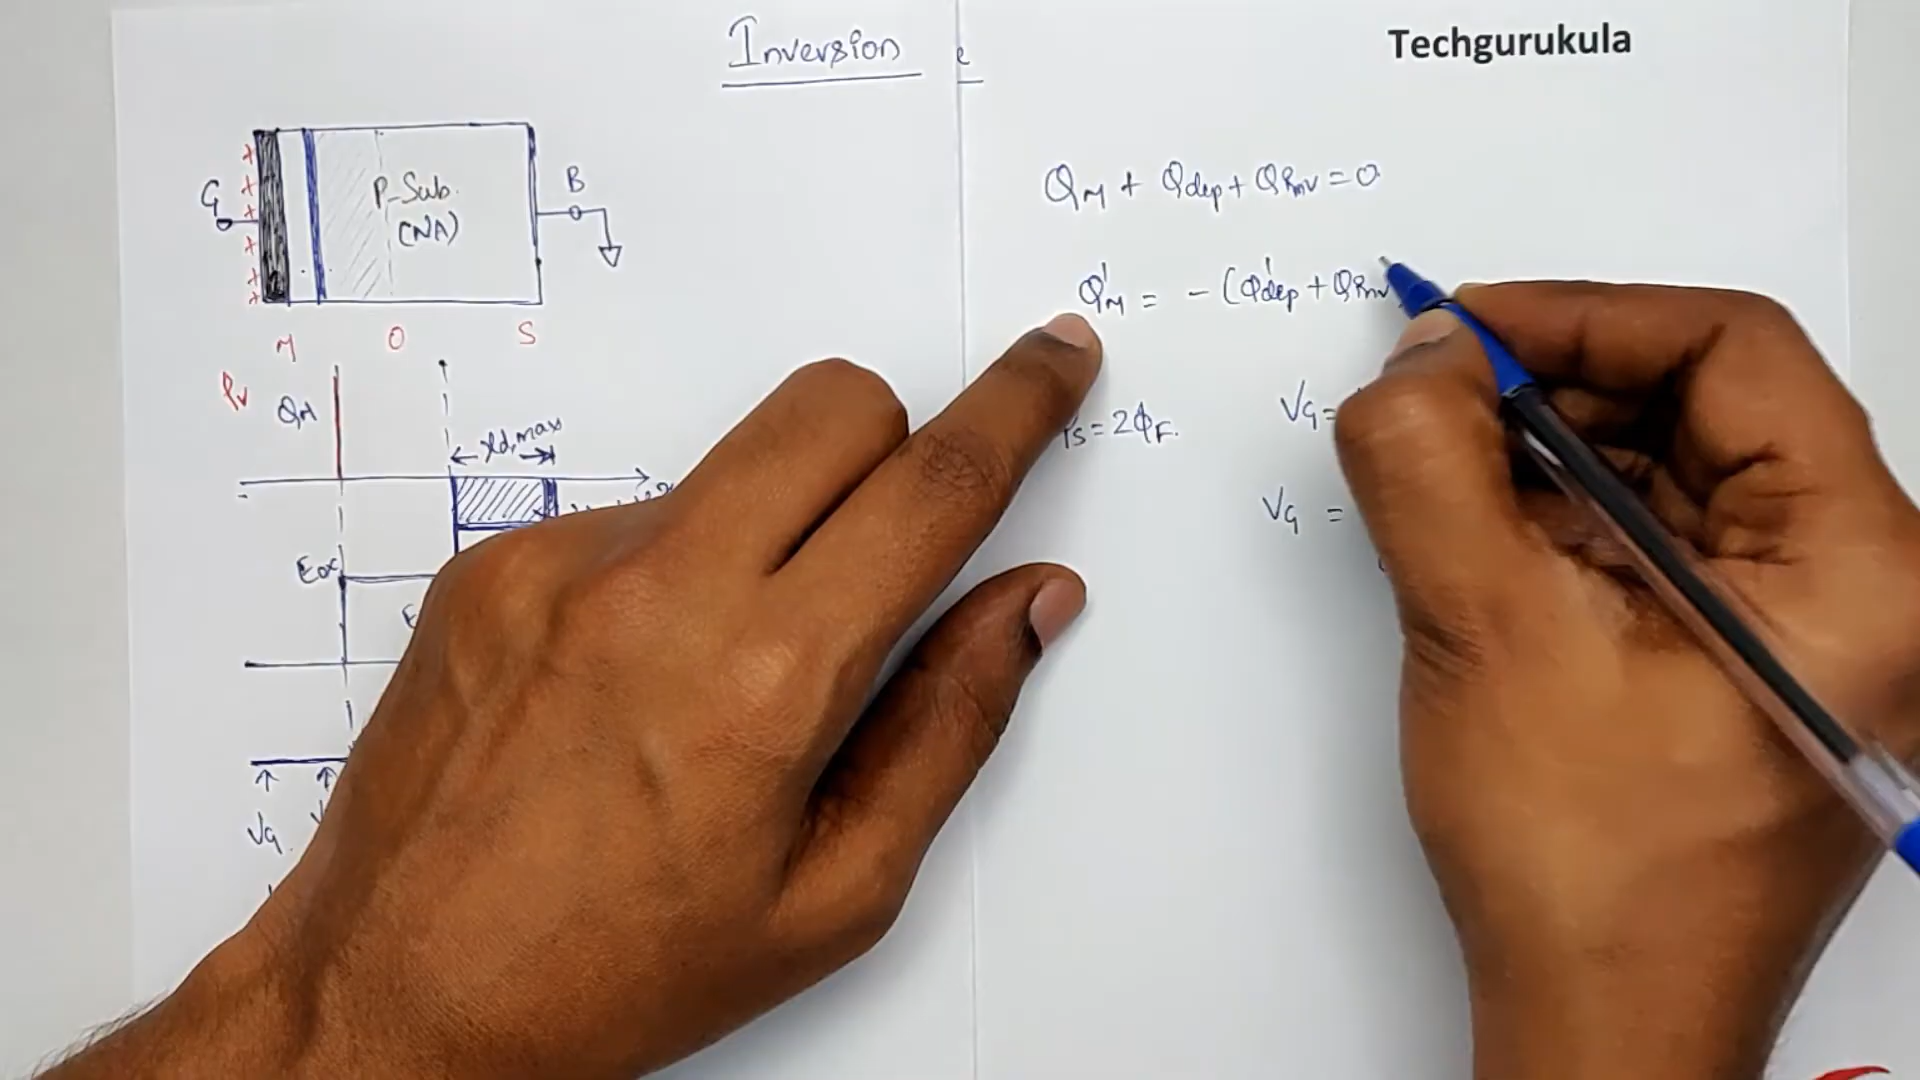 Inversion
e
Techgurukula
G
P-Sub.
(NA)
B
M O S
ρv
QM
xd,max
Eox
E
VG
QM + Qdep + QInv = 0
Q'M = - (Q'dep + QInv
s = 2ϕF.
VG =
VG =